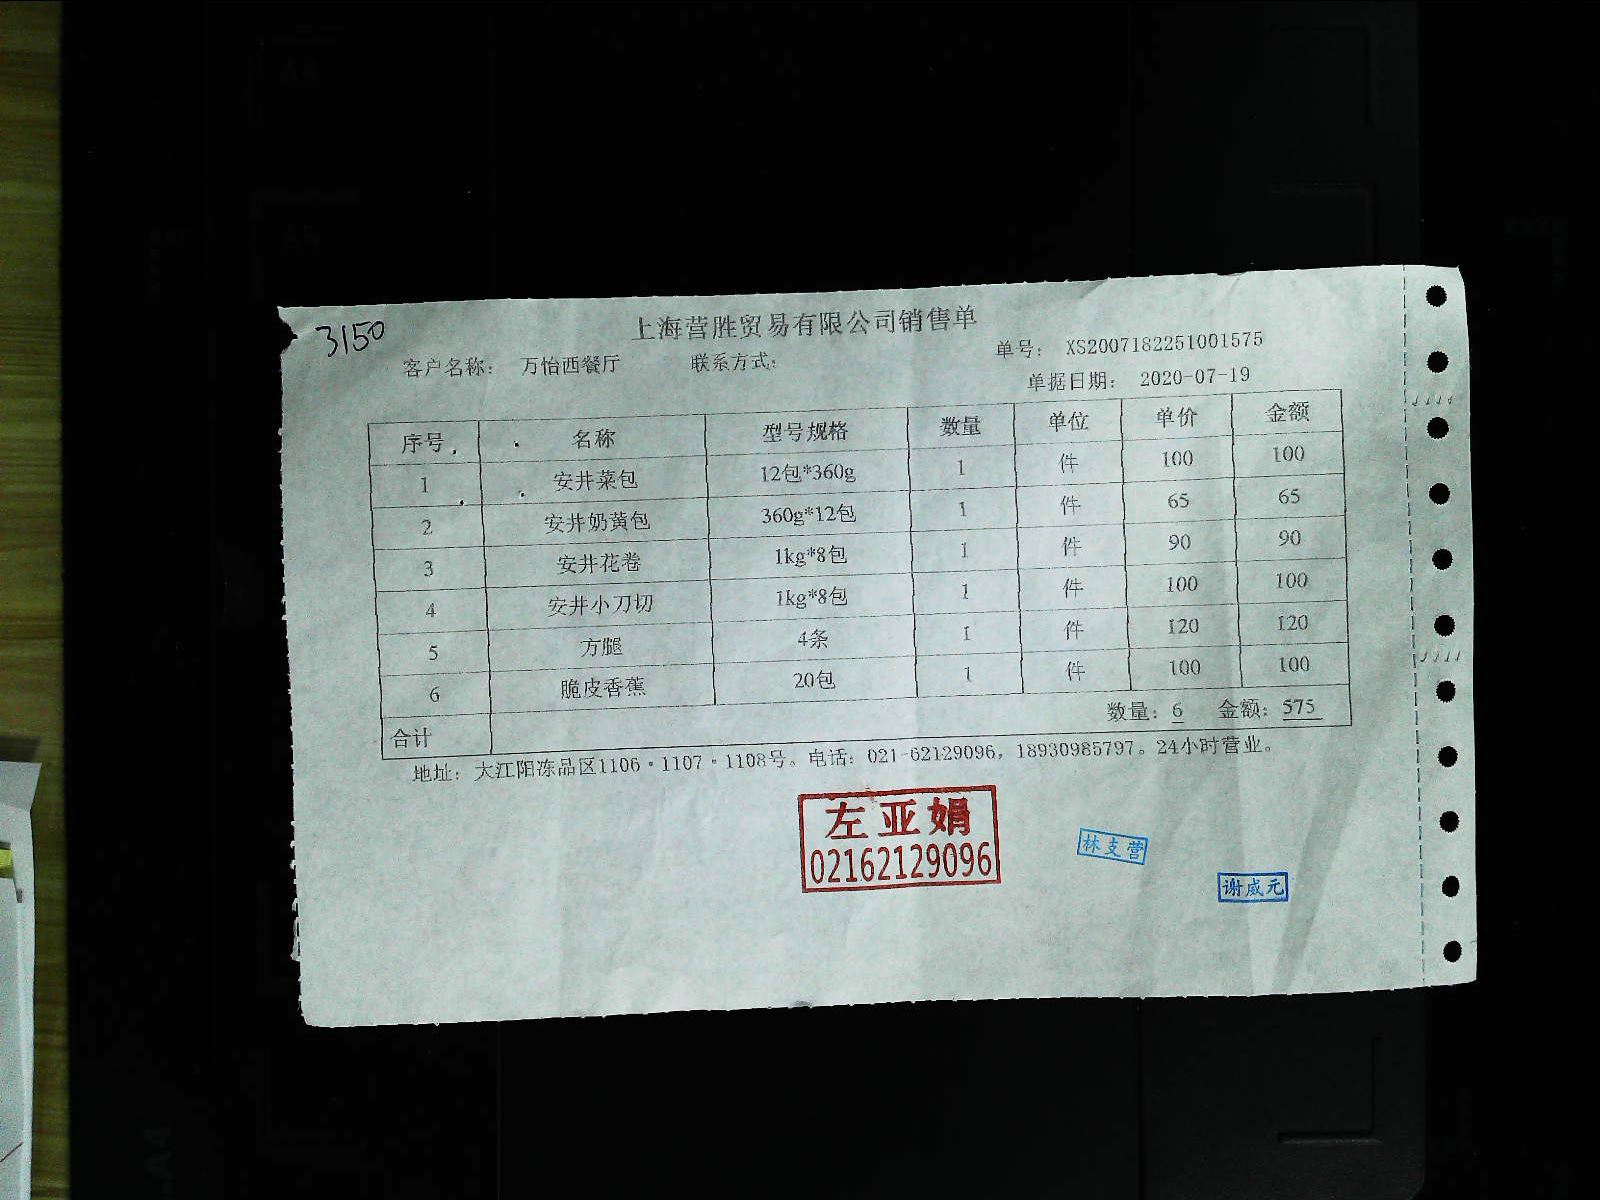 3150
上海营胜贸易有限公司销售单
客户名称： 万怡西餐厅 联系方式： 单号： XS2007182251001575
单据日期： 2020-07-19
序号 名称 型号规格 数量 单位 单价 金额
1 安井菜包 12包*360g 1 件 100 100
2 安井奶黄包 360g*12包 1 件 65 65
3 安井花卷 1kg*8包 1 件 90 90
4 安井小刀切 1kg*8包 1 件 100 100
5 方腿 4条 1 件 120 120
6 脆皮香蕉 20包 1 件 100 100
合计 数量：6 金额：575
地址：大江阳冻品区1106·1107·1108号。电话：021-62129096，18930985797。24小时营业。
左亚娟
02162129096
林支营
谢威元